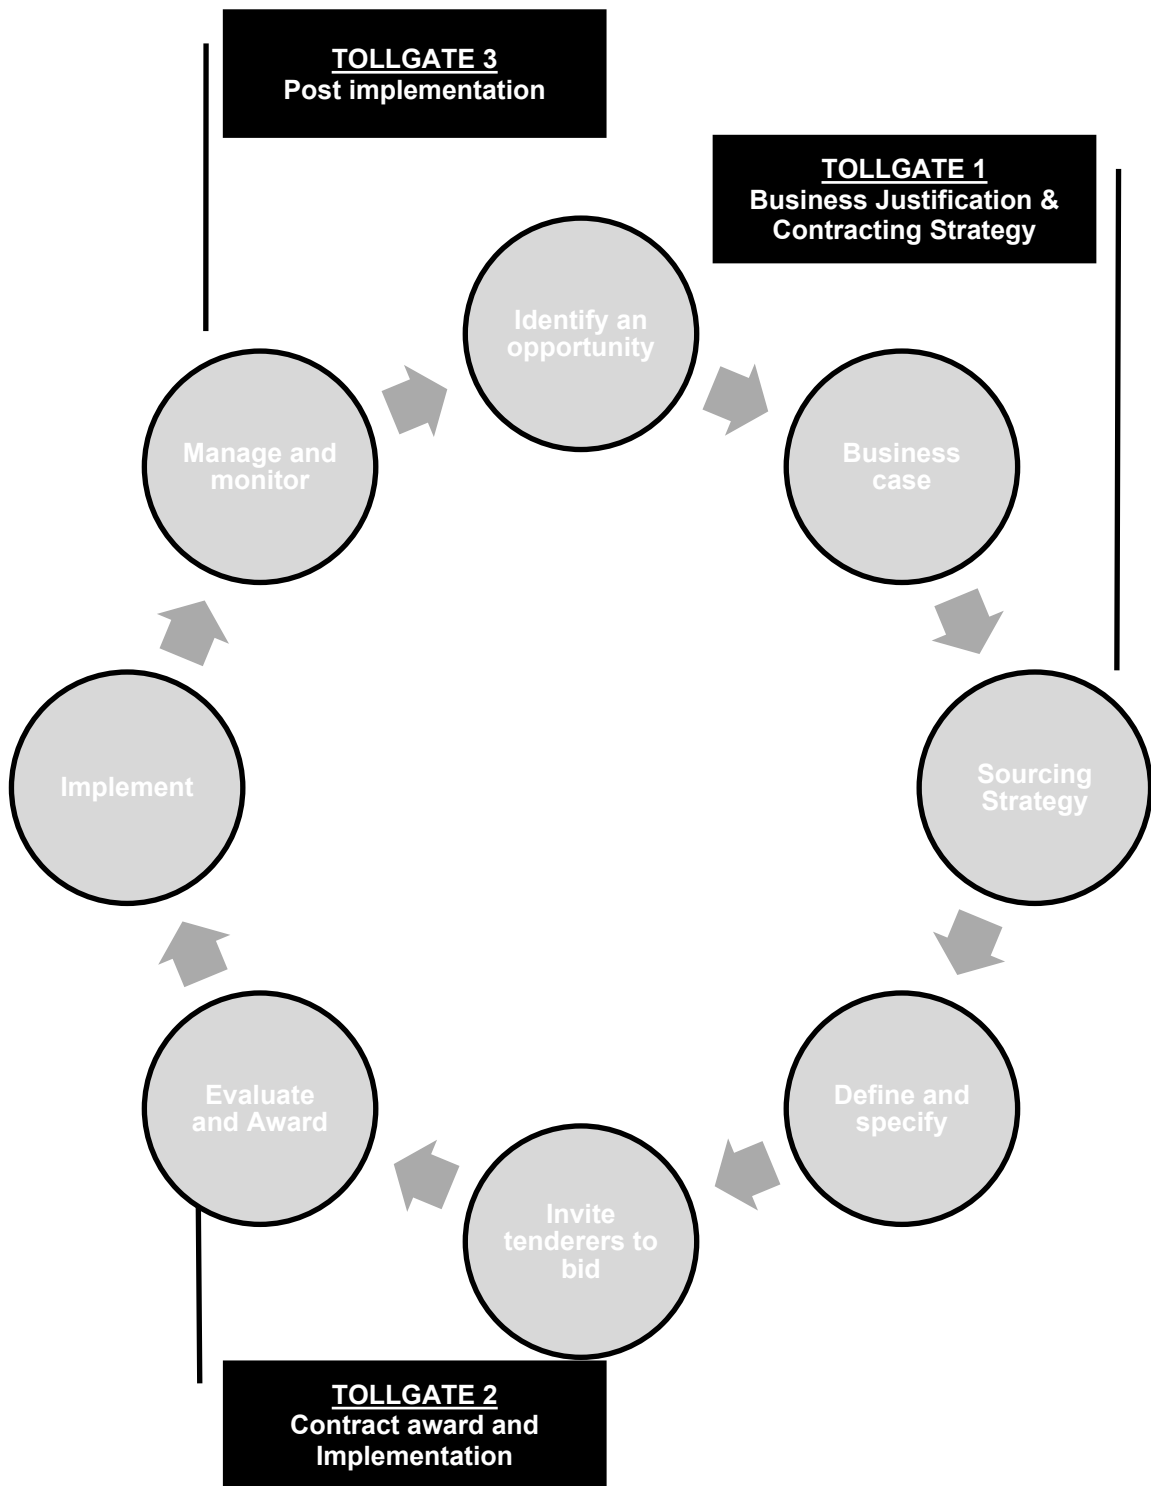 TOLLGATE 3
Post implementation
TOLLGATE 1
Business Justification &
Contracting Strategy
Identify an
opportunity
Business
case
Sourcing
Strategy
Define and
specify
Invite
tenderers to
bid
Evaluate
and Award
Implement
Manage and
monitor
TOLLGATE 2
Contract award and
Implementation